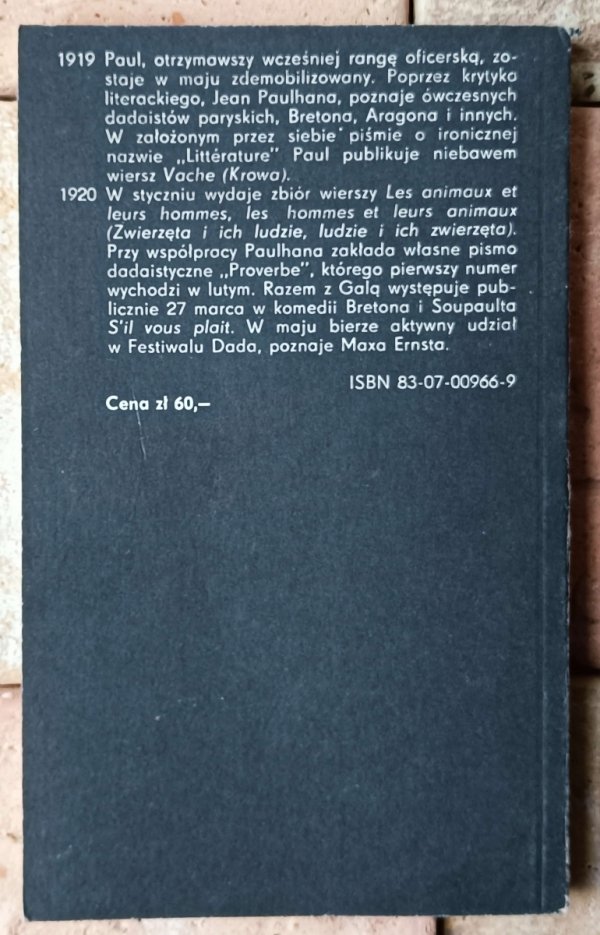 1919 Paul, otrzymawszy wcześniej rangę oficerską, zo-
staje w maju zdemobilizowany. Poprzez krytyka
literackiego, Jean Paulhana, poznaje ówczesnych
dadaistów paryskich, Bretona, Aragona i innych.
W założonym przez siebie piśmie o ironicznej
nazwie „Littérature" Paul publikuje niebawem
wiersz Vache (Krowa).
1920 W styczniu wydaje zbiór wierszy Les animaux et
leurs hommes, les hommes et leurs animaux
(Zwierzęta i ich ludzie, ludzie i ich zwierzęta).
Przy współpracy Paulhana zakłada własne pismo
dadaistyczne „Proverbe", którego pierwszy numer
wychodzi w lutym. Razem z Galą występuje pub-
licznie 27 marca w komedii Bretona i Soupaulta
S'il vous plait. W maju bierze aktywny udział
w Festiwalu Dada, poznaje Maxa Ernsta.
ISBN 83-07-00966-9
Cena zł 60,—